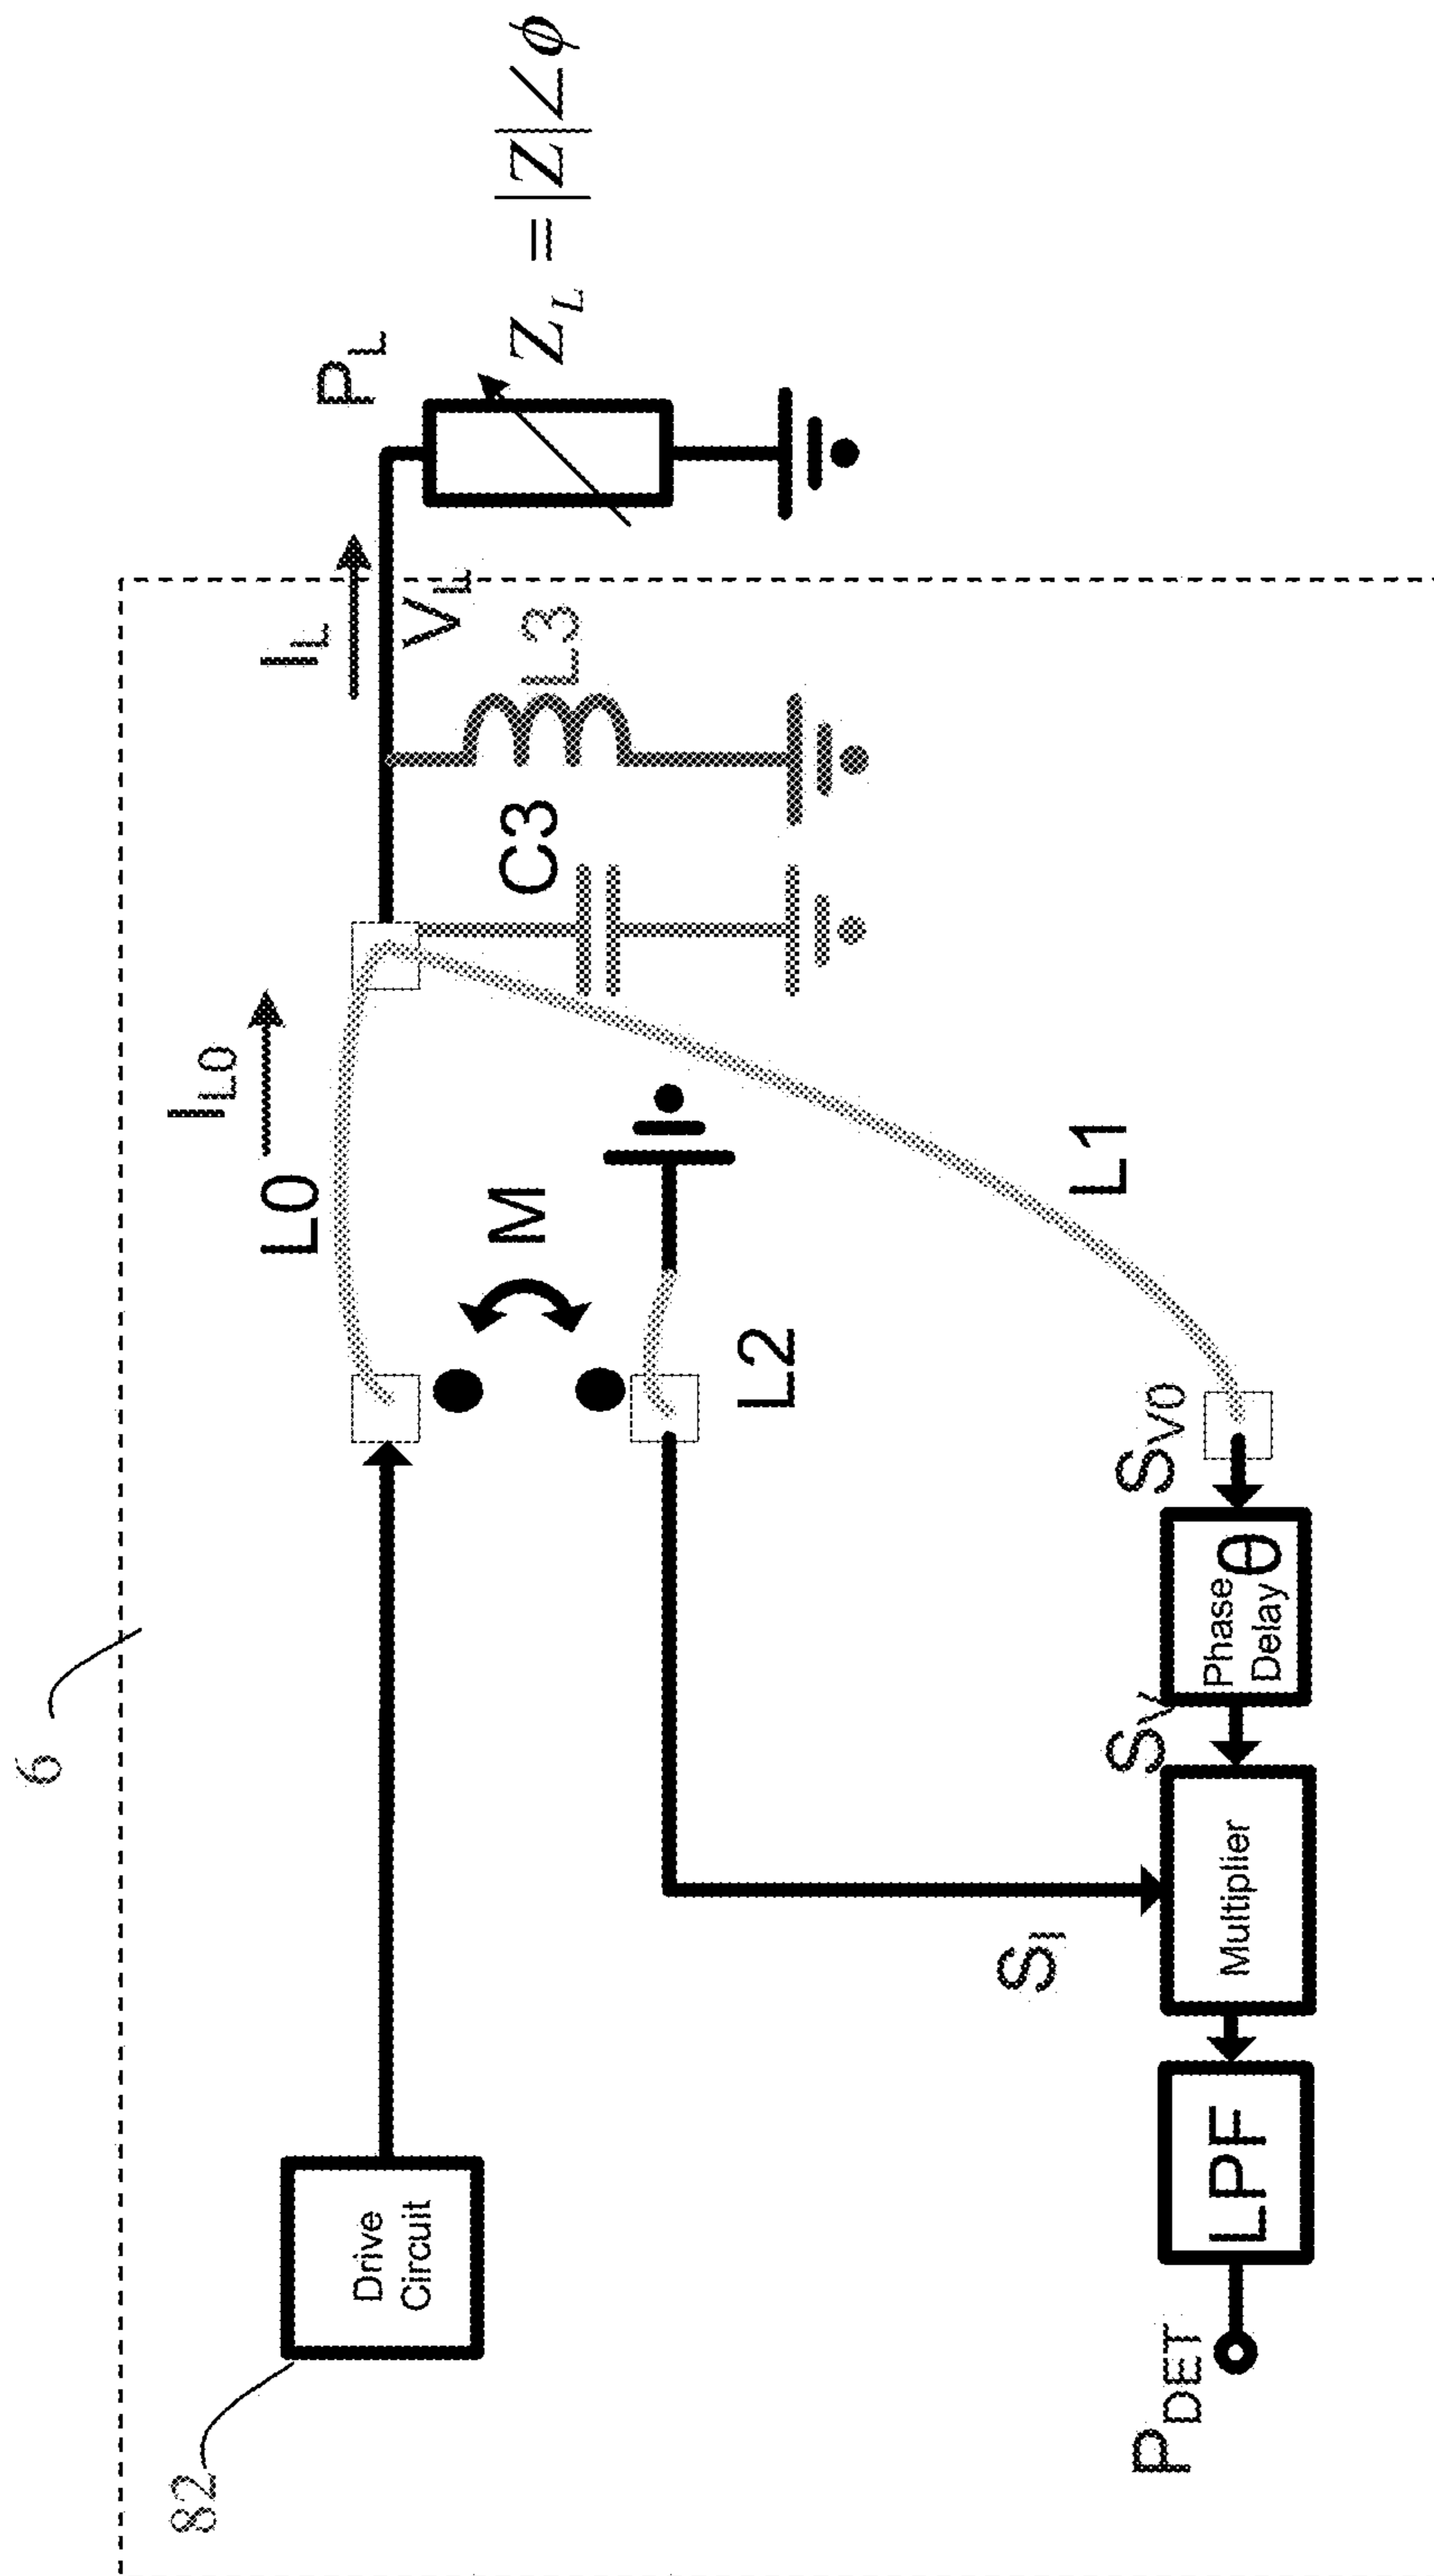 6
82
Drive
Circuit
L0
I_L0
M
L2
L1
C3
L3
I_L
V_L
P_L
Z_L = |Z|∠ϕ
S_I
S_V0
Phase
Delay θ
S_V
Multiplier
LPF
P_DET